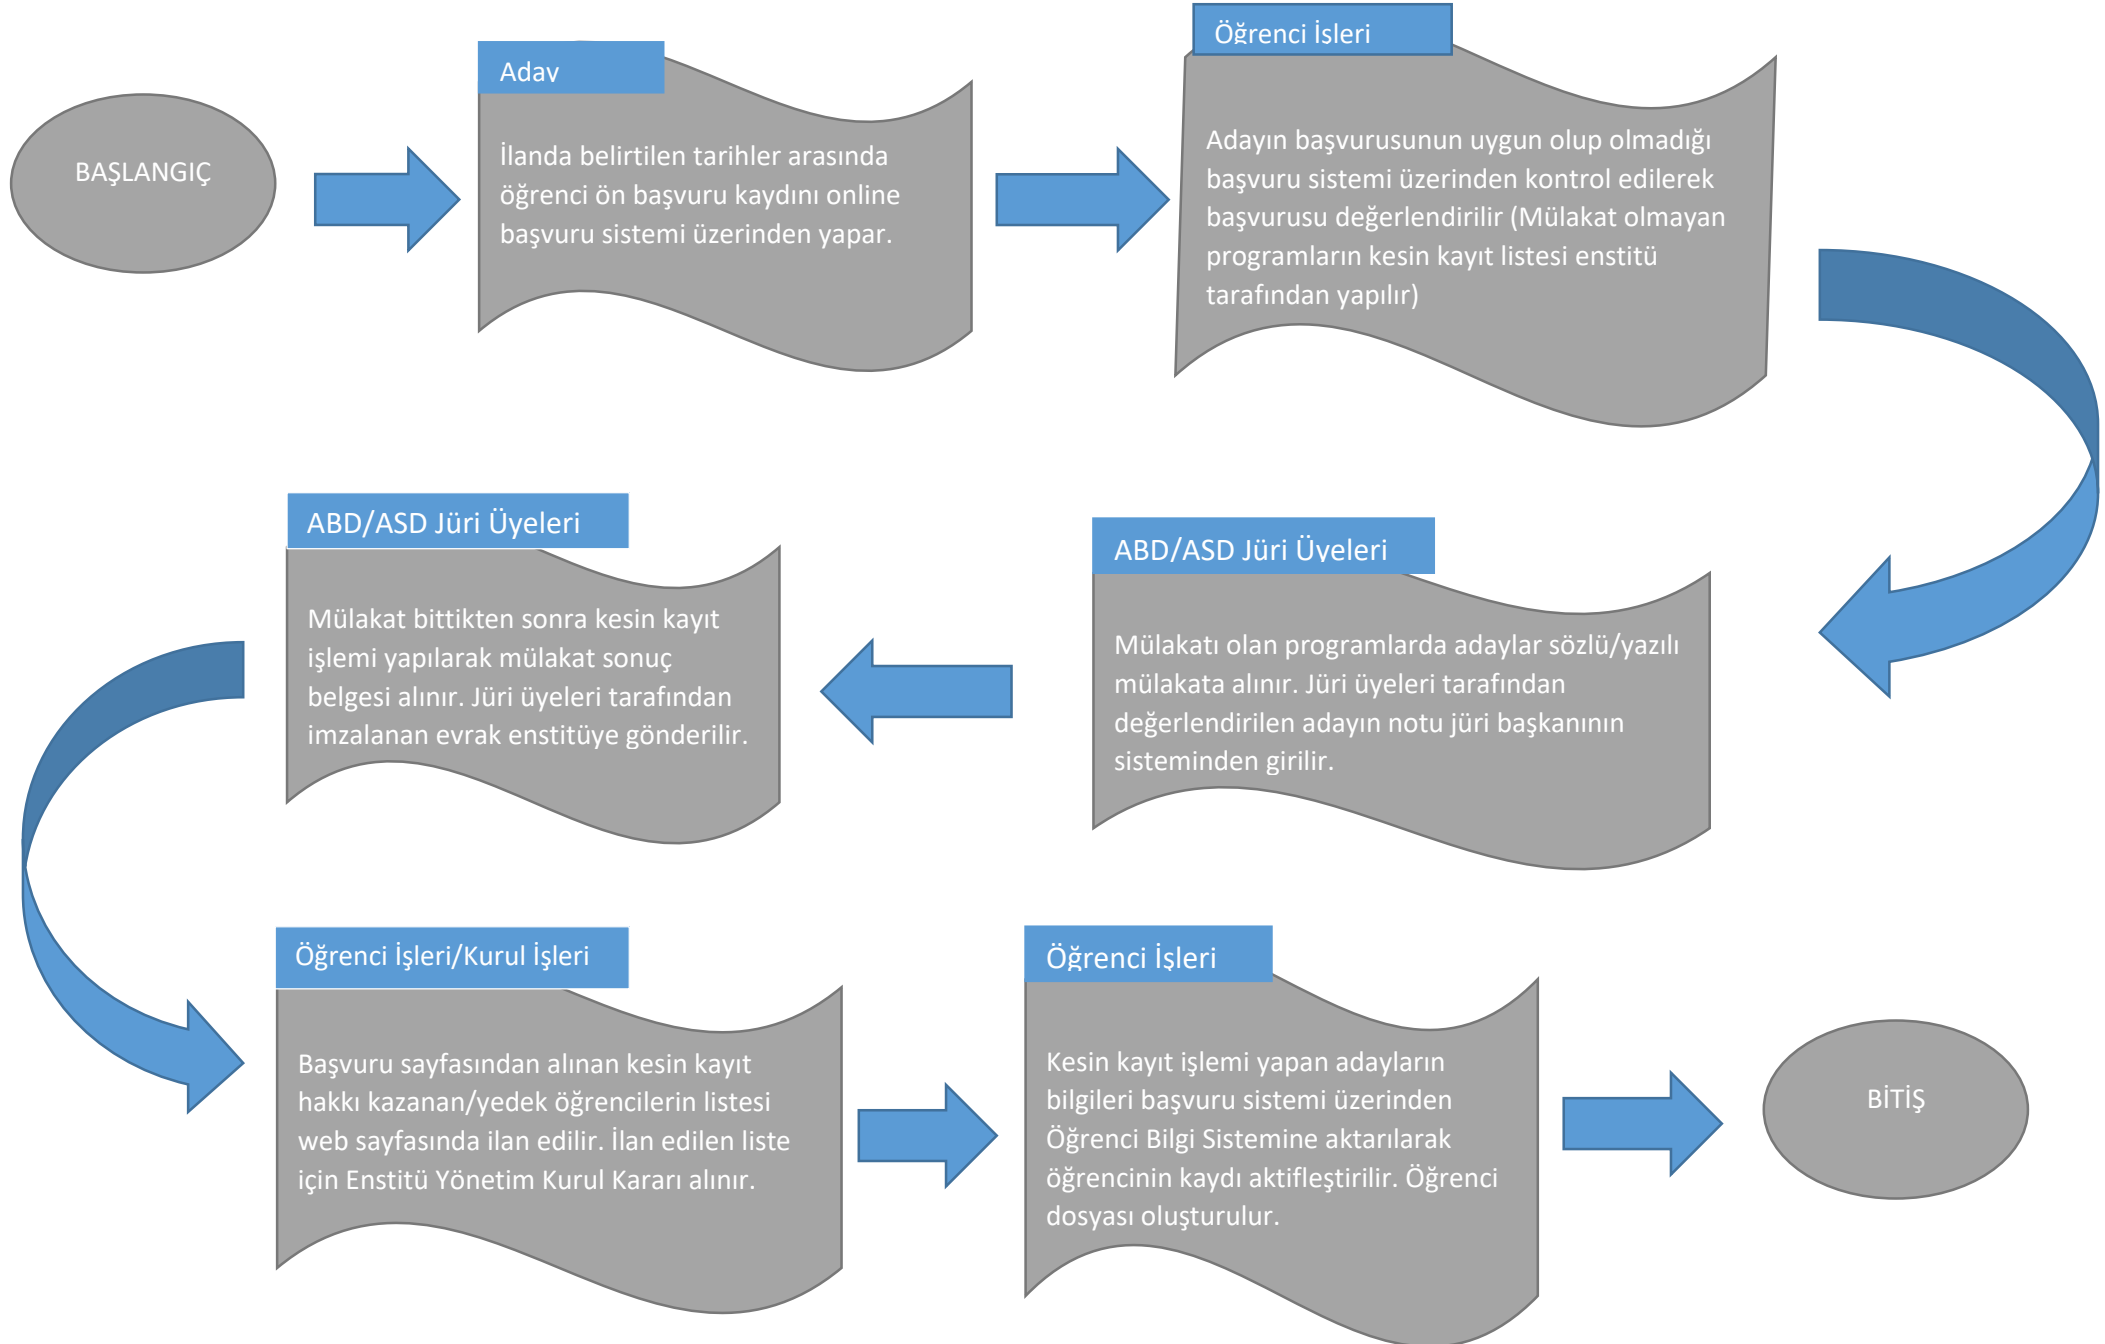 BAŞLANGIÇ
Aday
İlanda belirtilen tarihler arasında
öğrenci ön başvuru kaydını online
başvuru sistemi üzerinden yapar.
Öğrenci İşleri
Adayın başvurusunun uygun olup olmadığı
başvuru sistemi üzerinden kontrol edilerek
başvurusu değerlendirilir (Mülakat olmayan
programların kesin kayıt listesi enstitü
tarafından yapılır)
ABD/ASD Jüri Üyeleri
Mülakatı olan programlarda adaylar sözlü/yazılı
mülakata alınır. Jüri üyeleri tarafından
değerlendirilen adayın notu jüri başkanının
sisteminden girilir.
ABD/ASD Jüri Üyeleri
Mülakat bittikten sonra kesin kayıt
işlemi yapılarak mülakat sonuç
belgesi alınır. Jüri üyeleri tarafından
imzalanan evrak enstitüye gönderilir.
Öğrenci İşleri/Kurul İşleri
Başvuru sayfasından alınan kesin kayıt
hakkı kazanan/yedek öğrencilerin listesi
web sayfasında ilan edilir. İlan edilen liste
için Enstitü Yönetim Kurul Kararı alınır.
Öğrenci İşleri
Kesin kayıt işlemi yapan adayların
bilgileri başvuru sistemi üzerinden
Öğrenci Bilgi Sistemine aktarılarak
öğrencinin kaydı aktifleştirilir. Öğrenci
dosyası oluşturulur.
BİTİŞ